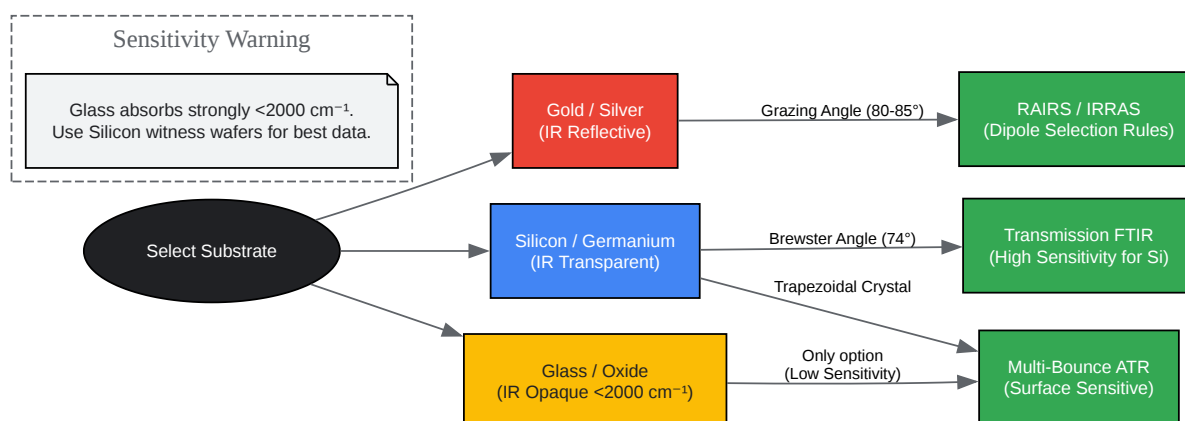 Sensitivity Warning
Glass absorbs strongly <2000 cm⁻¹.
Use Silicon witness wafers for best data.
Select Substrate
Gold / Silver
(IR Reflective)
Grazing Angle (80-85°)
RAIRS / IRRAS
(Dipole Selection Rules)
Silicon / Germanium
(IR Transparent)
Brewster Angle (74°)
Transmission FTIR
(High Sensitivity for Si)
Trapezoidal Crystal
Glass / Oxide
(IR Opaque <2000 cm⁻¹)
Only option
(Low Sensitivity)
Multi-Bounce ATR
(Surface Sensitive)